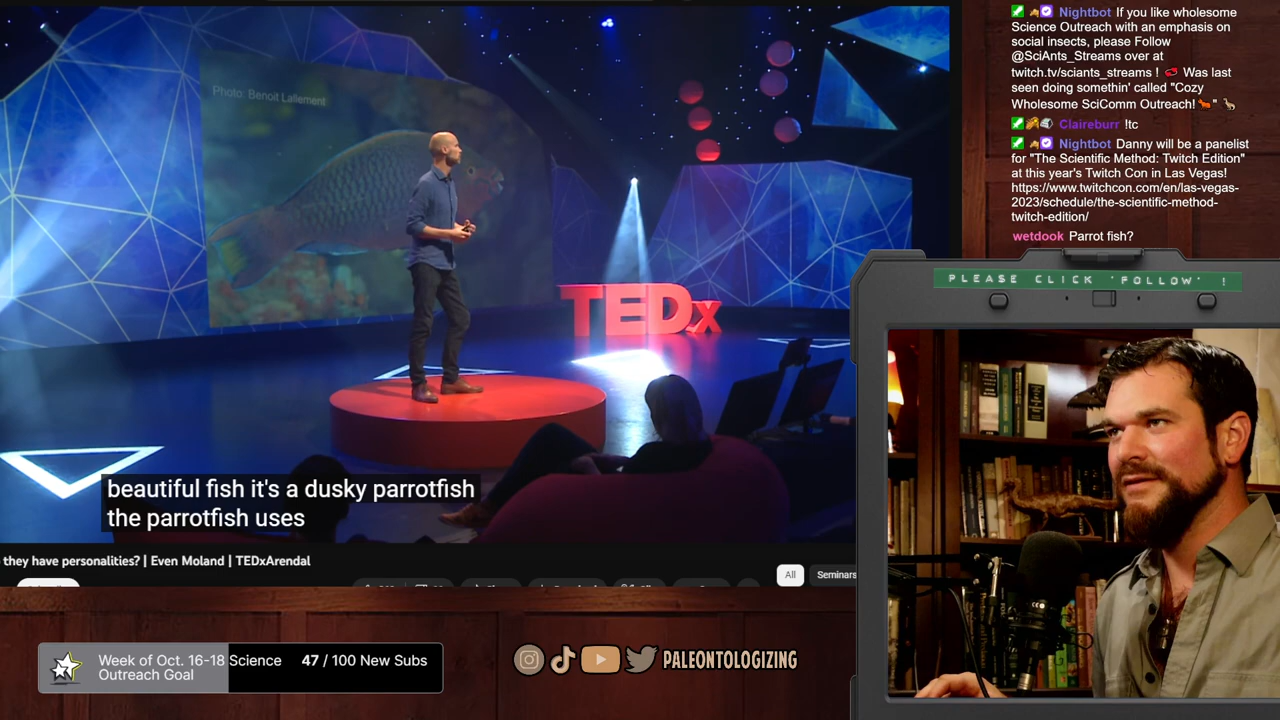 Photo: Benoit Lallement
TEDx
beautiful fish it's a dusky parrotfish
the parrotfish uses
they have personalities? | Even Moland | TEDxArendal
All
Seminars
Nightbot If you like wholesome
Science Outreach with an emphasis on
social insects, please Follow
@SciAnts_Streams over at
twitch.tv/sciants_streams ! Was last
seen doing somethin' called "Cozy
Wholesome SciComm Outreach! "
Claireburr !tc
Nightbot Danny will be a panelist
for "The Scientific Method: Twitch Edition"
at this year's Twitch Con in Las Vegas!
https://www.twitchcon.com/en/las-vegas-
2023/schedule/the-scientific-method-
twitch-edition/
wetdook Parrot fish?
PLEASE CLICK 'FOLLOW' !
Week of Oct. 16-18 Science 47 / 100 New Subs
Outreach Goal
PALEONTOLOGIZING